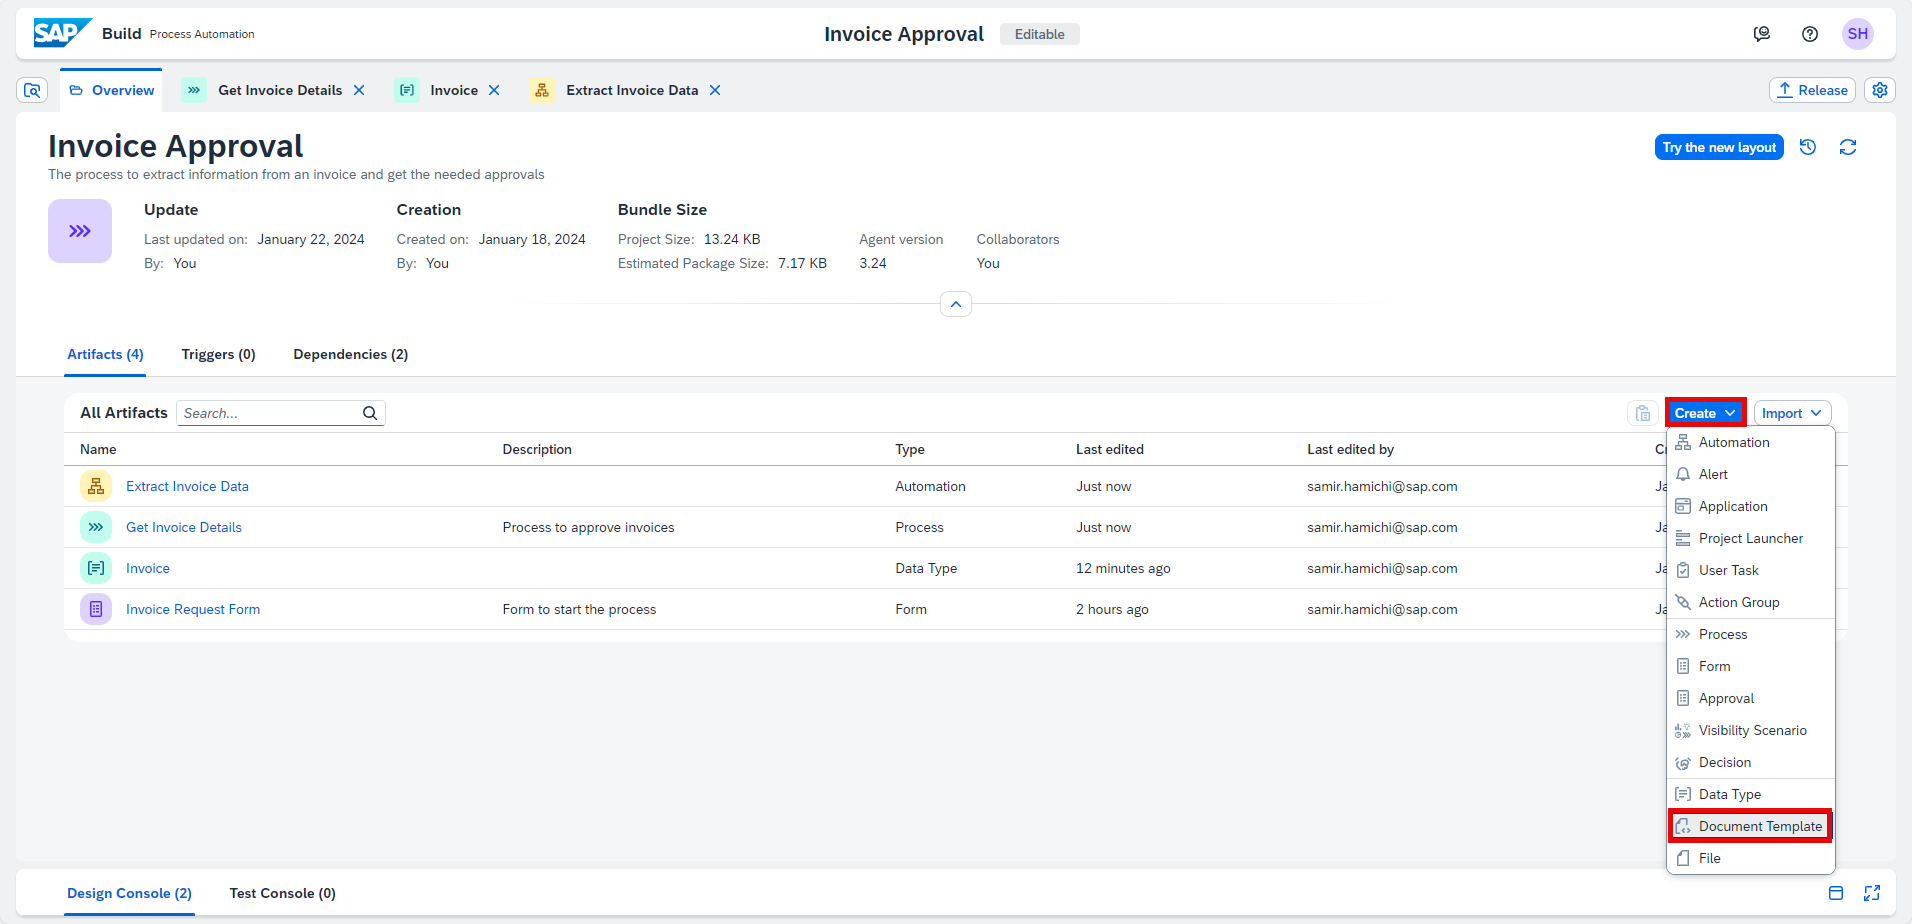 SAP Build Process Automation
Invoice Approval Editable
SH
Overview Get Invoice Details Invoice Extract Invoice Data
Release
Invoice Approval
Try the new layout
The process to extract information from an invoice and get the needed approvals
Update Creation Bundle Size
Last updated on: January 22, 2024 Created on: January 18, 2024 Project Size: 13.24 KB Agent version Collaborators
By: You By: You Estimated Package Size: 7.17 KB 3.24 You
Artifacts (4) Triggers (0) Dependencies (2)
All Artifacts Search... Create Import
Name Description Type Last edited Last edited by
Extract Invoice Data Automation Just now samir.hamichi@sap.com Ja
Get Invoice Details Process to approve invoices Process Just now samir.hamichi@sap.com Ja
Invoice Data Type 12 minutes ago samir.hamichi@sap.com Ja
Invoice Request Form Form to start the process Form 2 hours ago samir.hamichi@sap.com Ja
Automation
Alert
Application
Project Launcher
User Task
Action Group
Process
Form
Approval
Visibility Scenario
Decision
Data Type
Document Template
File
Design Console (2) Test Console (0)